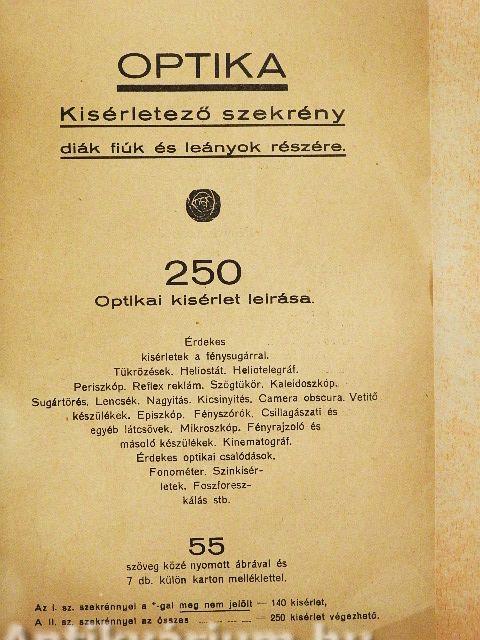 OPTIKA
Kisérletező szekrény
diák fiúk és leányok részére.
250
Optikai kisérlet leirása.
Érdekes
kisérletek a fénysugárral.
Tükrözések. Heliostát. Heliotelegráf.
Periszkóp. Reflex reklám. Szögtükör. Kaleidoszkóp.
Sugártörés. Lencsék. Nagyitás. Kicsinyités. Camera obscura. Vetitő
készülékek. Episzkóp. Fényszórók. Csillagászati és
egyéb látcsövek. Mikroszkóp. Fényrajzoló és
másoló készülékek. Kinematográf.
Érdekes optikai csalódások.
Fonométer. Szinkisér-
letek. Foszforesz-
kálás stb.
55
szöveg közé nyomott ábrával és
7 db. külön karton melléklettel.
Az I. sz. szekrénnyel a *-gal meg nem jelölt — 140 kisérlet,
A II. sz. szekrénnyel az összes — 250 kisérlet végezhető.